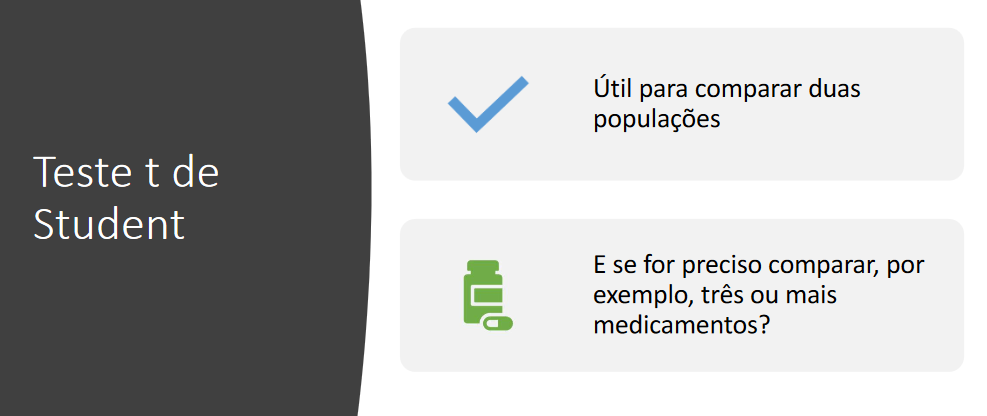 Teste t de
Student
Útil para comparar duas
populações
E se for preciso comparar, por
exemplo, três ou mais
medicamentos?